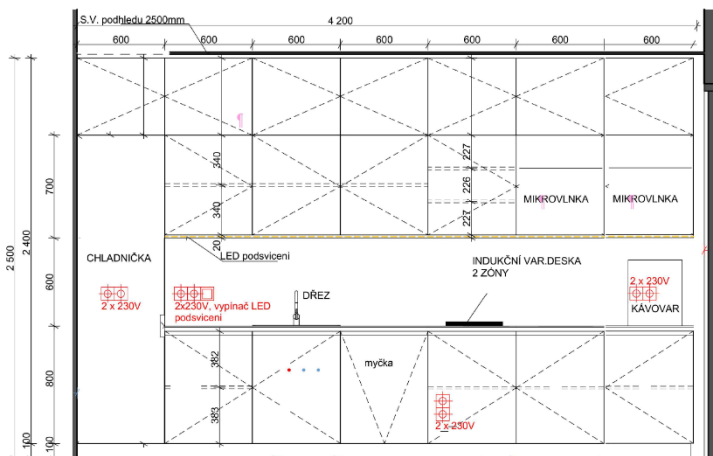 S.V. podhledu 2500mm
4 200
600 600 600 600 600 600 600
340
227
700
226
MIKROVLNKA MIKROVLNKA
340
227
2 500
2 400
20
LED podsvícení
CHLADNIČKA
INDUKČNÍ VAR.DESKA
2 ZÓNY
600
2 x 230V
2x230V, vypínač LED
podsvícení
DŘEZ
2 x 230V
KÁVOVAR
382
myčka
800
383
2 x 230V
100
100